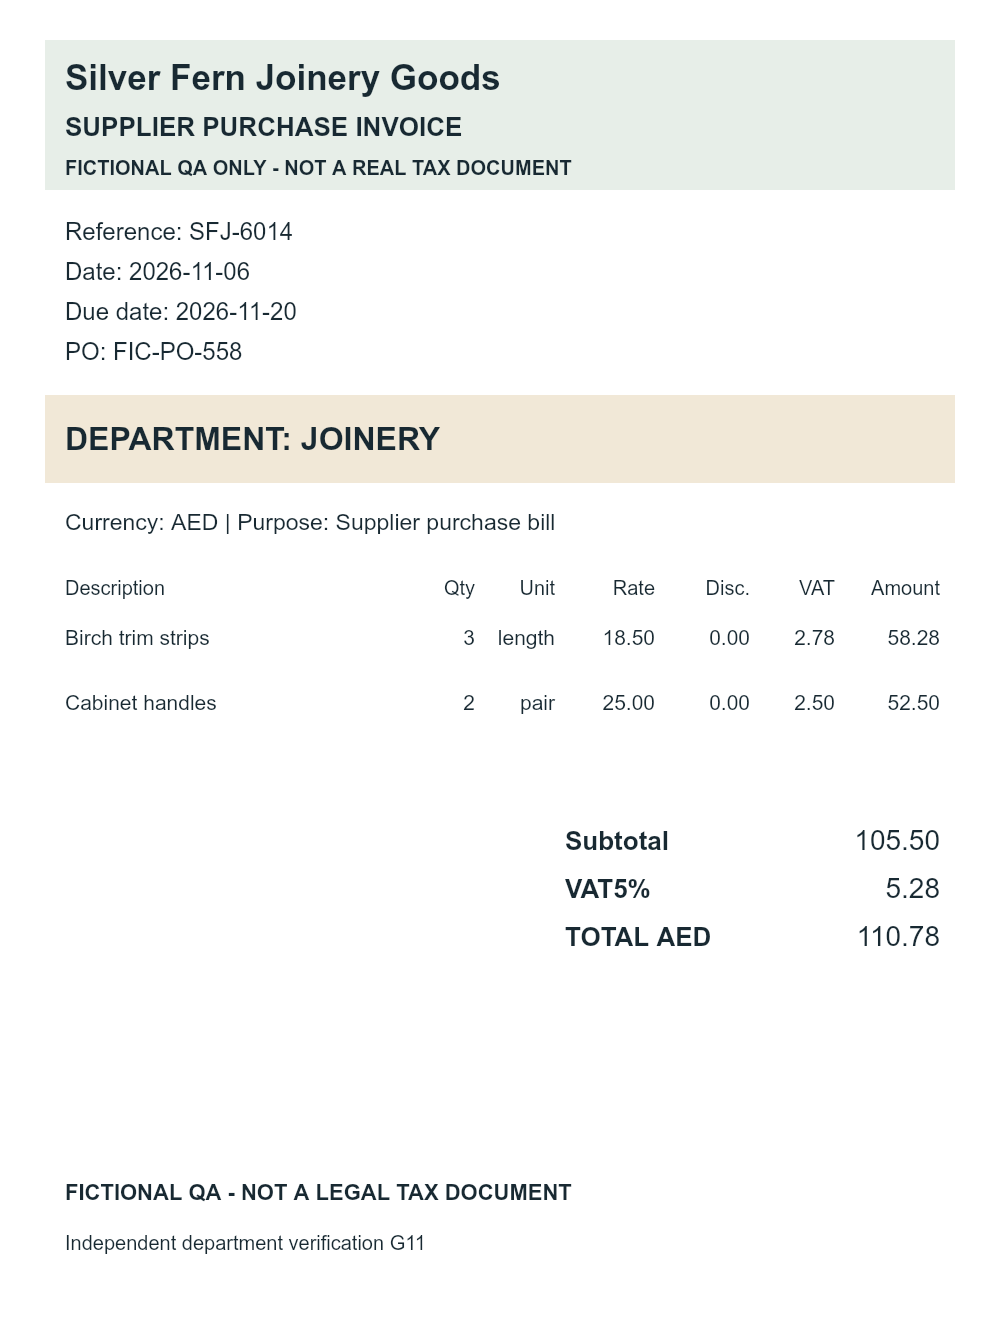 Silver Fern Joinery Goods
SUPPLIER PURCHASE INVOICE
FICTIONAL QA ONLY - NOT A REAL TAX DOCUMENT
Reference: SFJ-6014
Date: 2026-11-06
Due date: 2026-11-20
PO: FIC-PO-558
DEPARTMENT: JOINERY
Currency: AED | Purpose: Supplier purchase bill
Description Qty Unit Rate Disc. VAT Amount
Birch trim strips 3 length 18.50 0.00 2.78 58.28
Cabinet handles 2 pair 25.00 0.00 2.50 52.50
Subtotal 105.50
VAT5% 5.28
TOTAL AED 110.78
FICTIONAL QA - NOT A LEGAL TAX DOCUMENT
Independent department verification G11